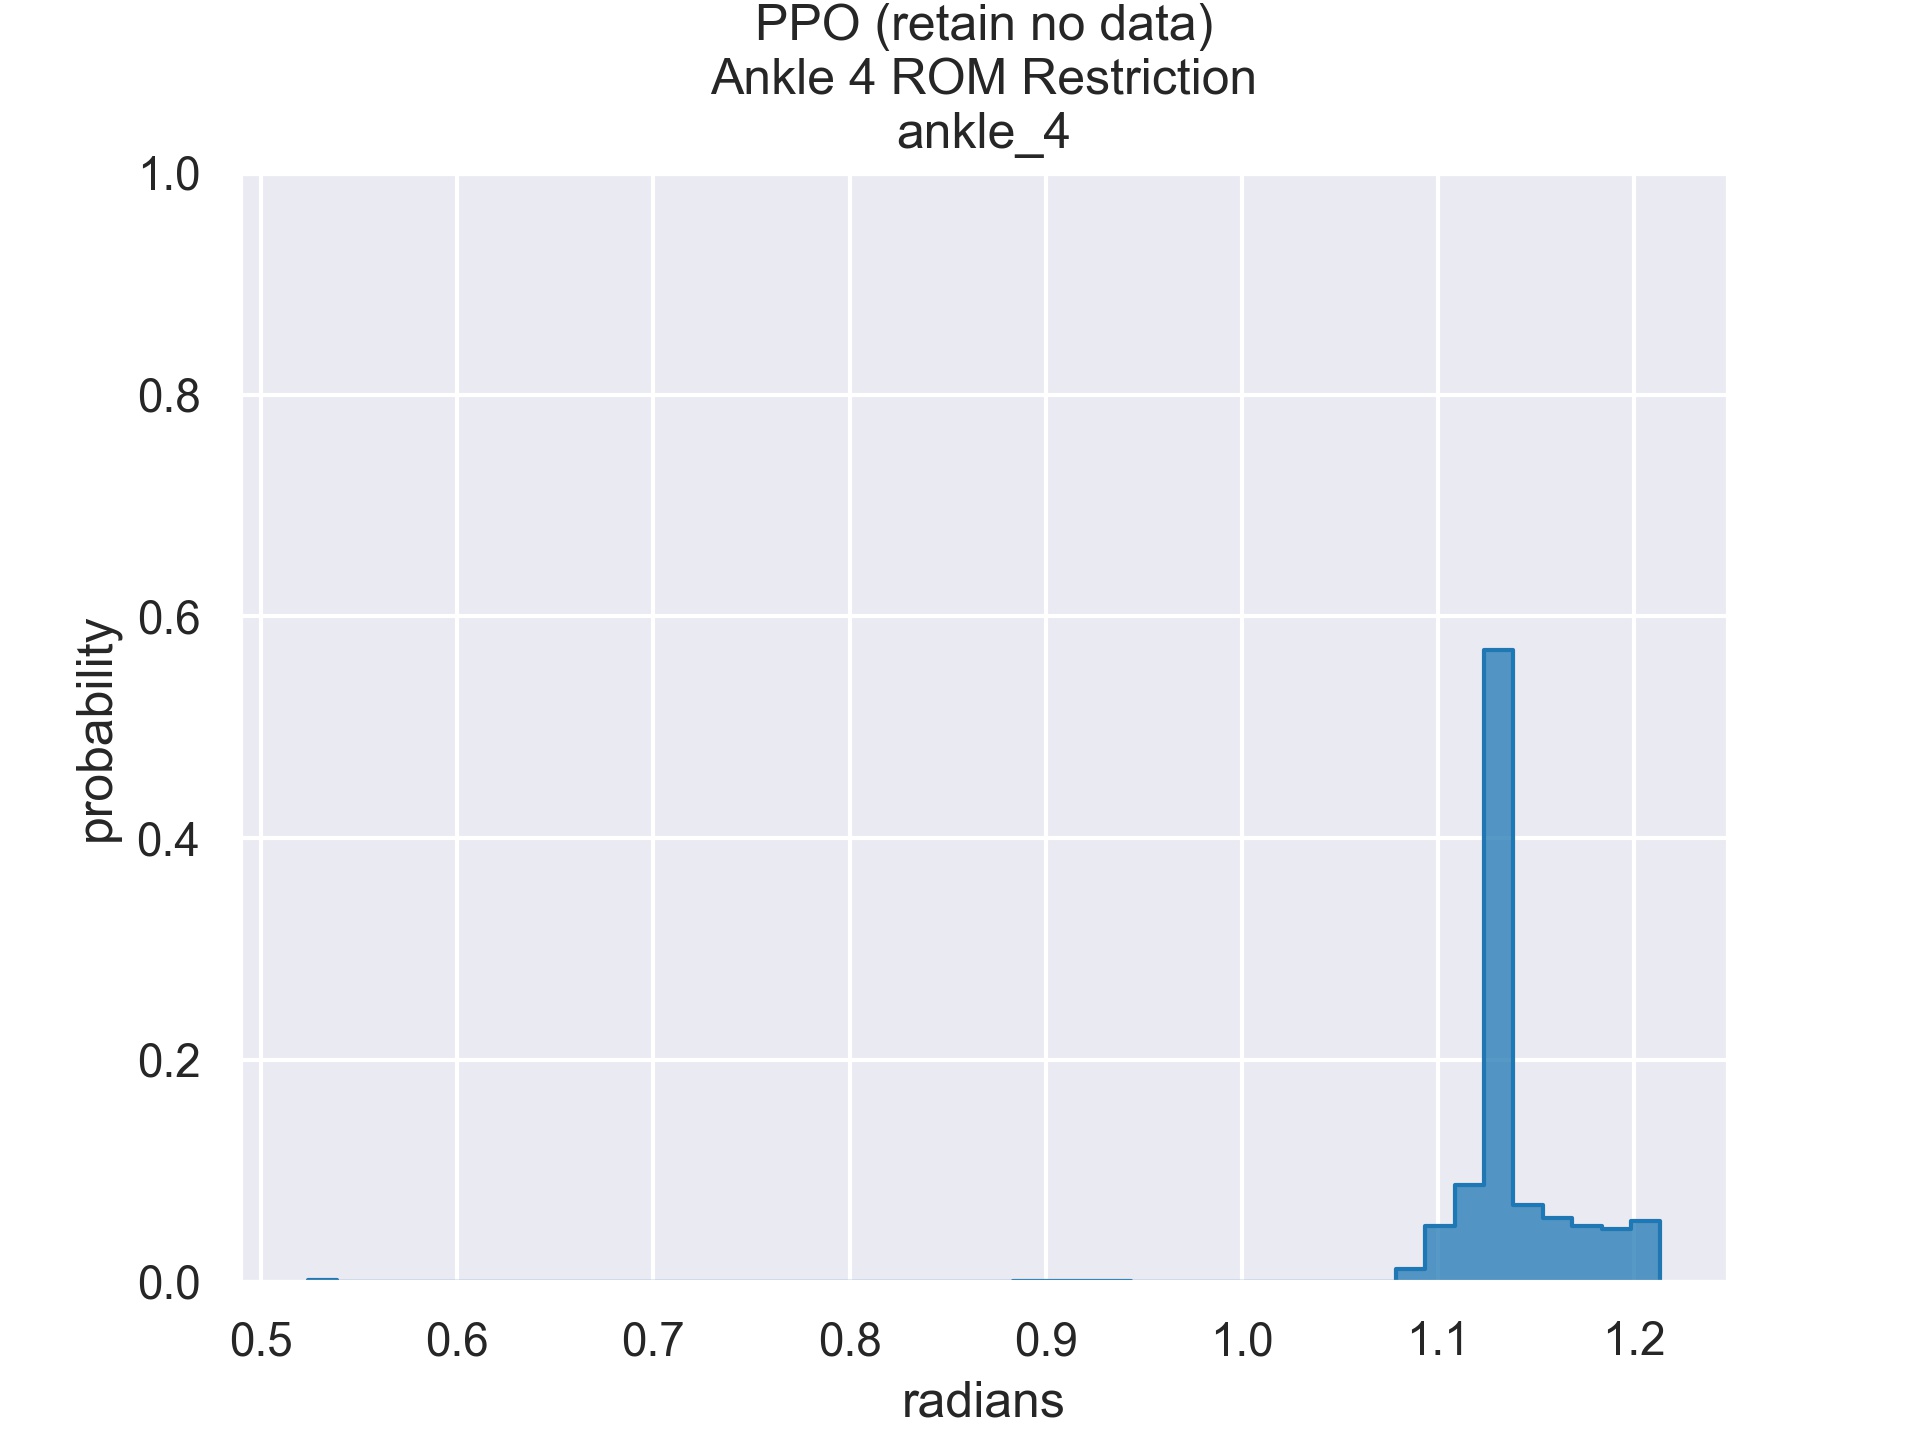 PPO (retain no data)
Ankle 4 ROM Restriction
ankle_4
1.0
0.8
0.6
0.4
0.2
0.0
probability
0.5 0.6 0.7 0.8 0.9 1.0 1.1 1.2
radians